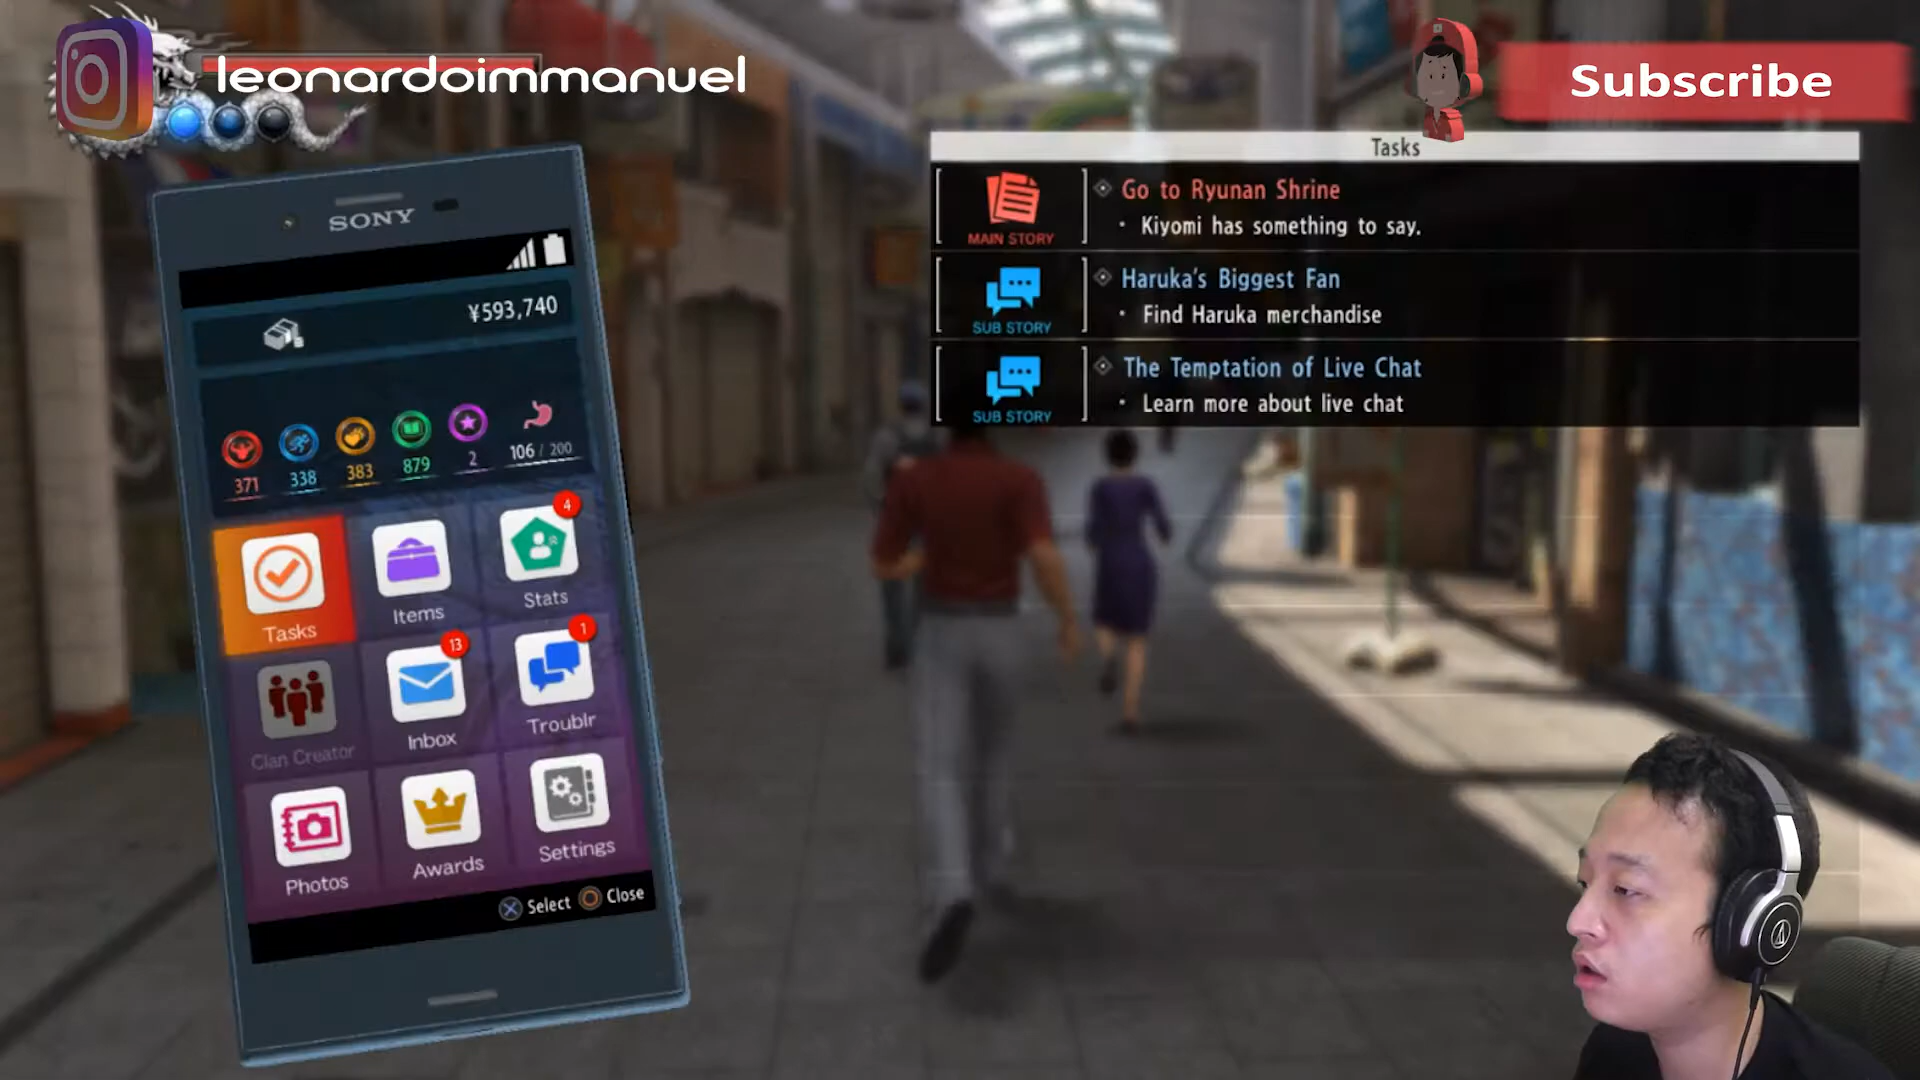 leonardoimmanuel
Subscribe
SONY
¥593,740
371
338
383
879
2
106 / 200
Tasks
Items
4
Stats
Clan Creator
13
Inbox
1
Troublr
Photos
Awards
Settings
Select
Close
Tasks
MAIN STORY
Go to Ryunan Shrine
・ Kiyomi has something to say.
SUB STORY
Haruka's Biggest Fan
・ Find Haruka merchandise
SUB STORY
The Temptation of Live Chat
・ Learn more about live chat